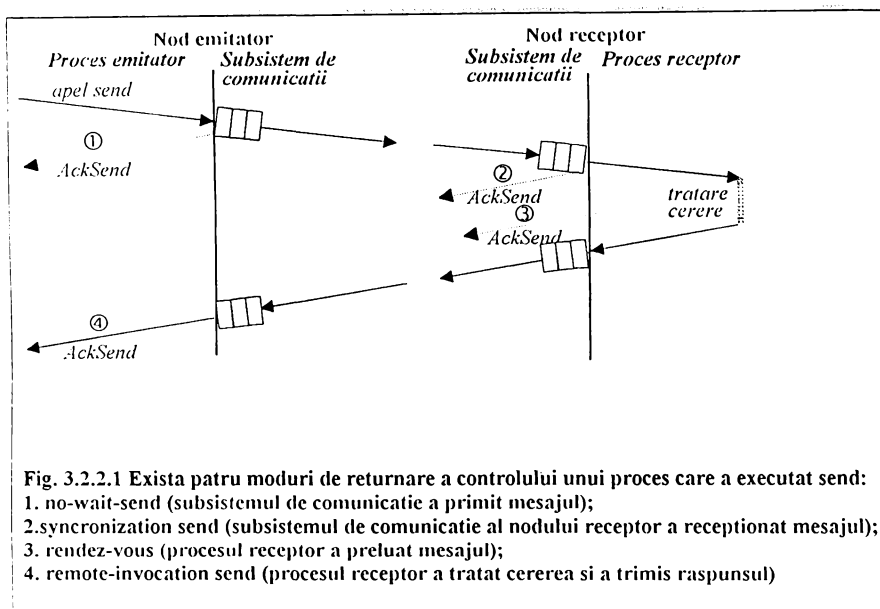 Nod emitator
Nod receptor
Proces emitator
Subsistem de
comunicatii
Subsistem de
comunicatii
Proces receptor
apel send
①
AckSend
②
AckSend
③
AckSend
tratare
cerere
④
AckSend
Fig. 3.2.2.1 Exista patru moduri de returnare a controlului unui proces care a executat send:
1. no-wait-send (subsistemul de comunicatie a primit mesajul);
2.syncronization send (subsistemul de comunicatie al nodului receptor a receptionat mesajul);
3. rendez-vous (procesul receptor a preluat mesajul);
4. remote-invocation send (procesul receptor a tratat cererea si a trimis raspunsul)